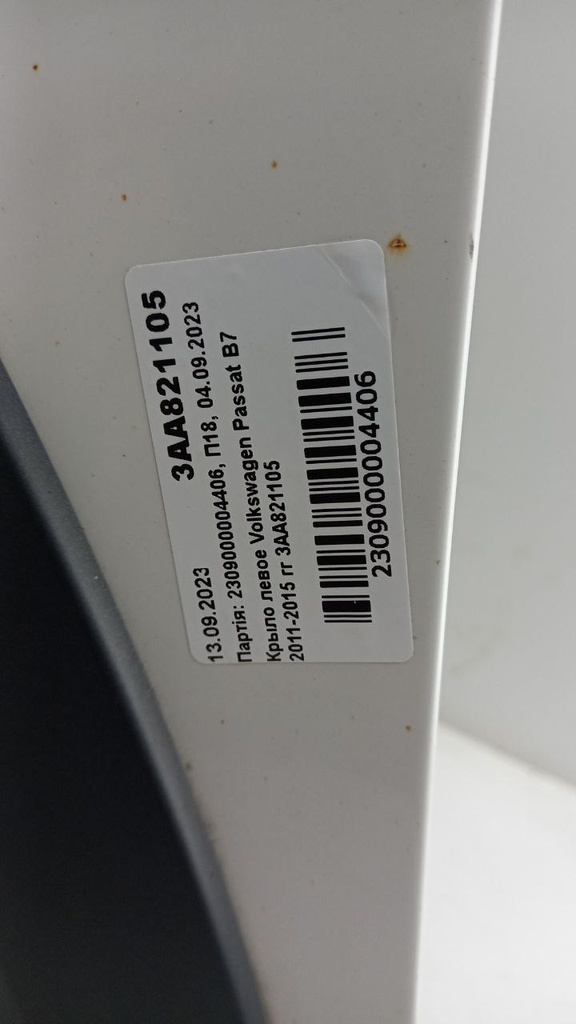 3AA821105
13.09.2023
Партія: 2309000004406, П18, 04.09.2023
Крыло левое Volkswagen Passat B7
2011-2015 гг 3AA821105
2309000004406